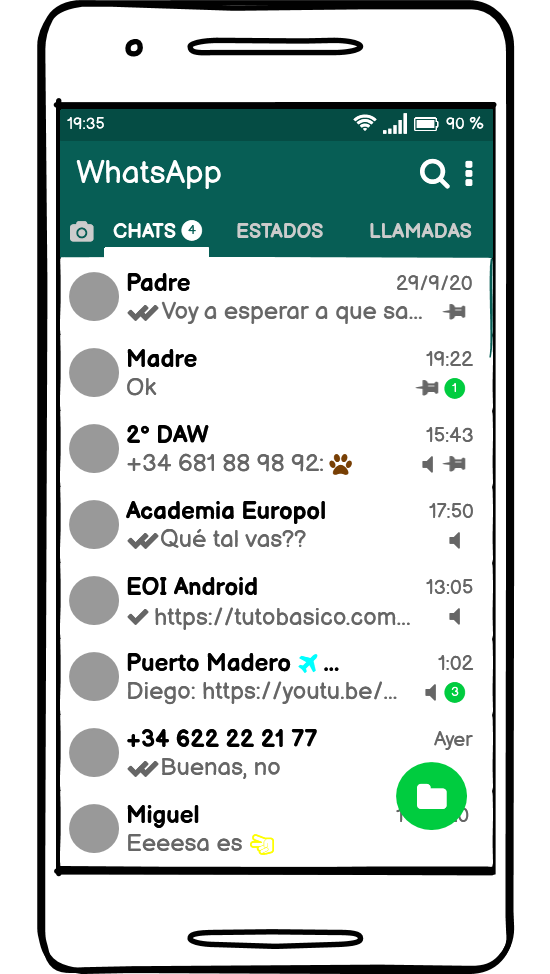 19:35 90 %
WhatsApp
CHATS 4 ESTADOS LLAMADAS
Padre 29/9/20
Voy a esperar a que sa...
Madre 19:22
Ok 1
2° DAW 15:43
+34 681 88 98 92:
Academia Europol 17:50
Qué tal vas??
EOI Android 13:05
https://tutobasico.com...
Puerto Madero ... 1:02
Diego: https://youtu.be/... 3
+34 622 22 21 77 Ayer
Buenas, no
Miguel
Eeeesa es